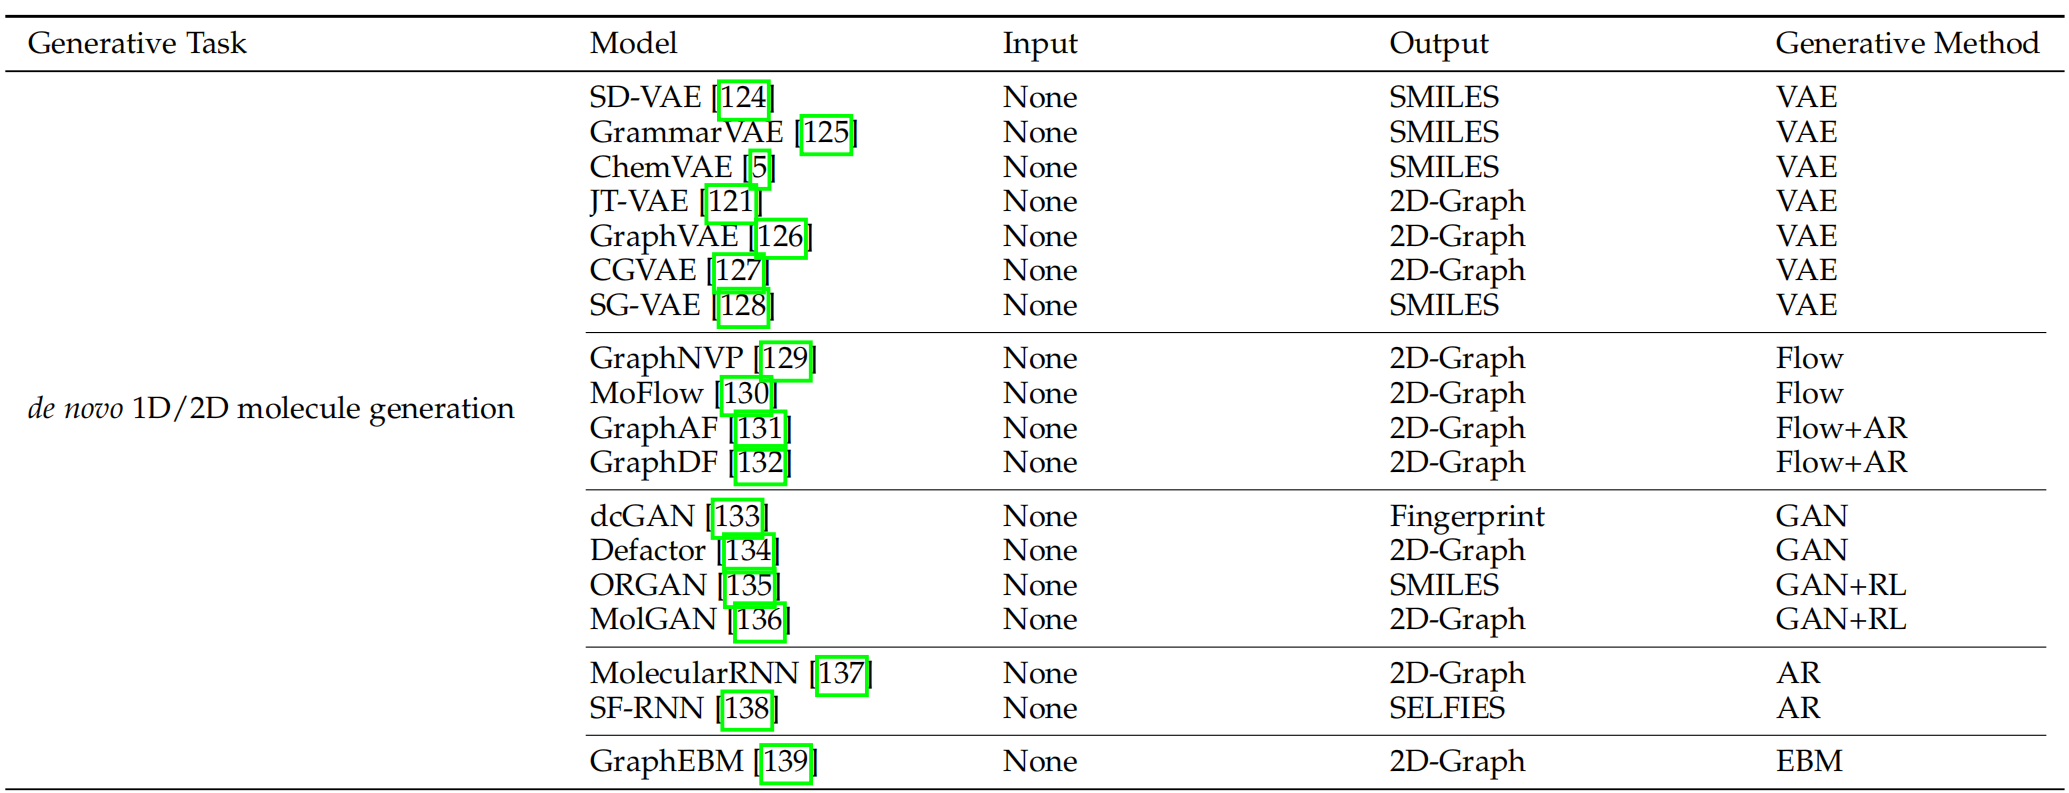 Generative Task Model Input Output Generative Method
SD-VAE [124] None SMILES VAE
GrammarVAE [125] None SMILES VAE
ChemVAE [5] None SMILES VAE
JT-VAE [121] None 2D-Graph VAE
GraphVAE [126] None 2D-Graph VAE
CGVAE [127] None 2D-Graph VAE
SG-VAE [128] None SMILES VAE
GraphNVP [129] None 2D-Graph Flow
MoFlow [130] None 2D-Graph Flow
de novo 1D/2D molecule generation
GraphAF [131] None 2D-Graph Flow+AR
GraphDF [132] None 2D-Graph Flow+AR
dcGAN [133] None Fingerprint GAN
Defactor [134] None 2D-Graph GAN
ORGAN [135] None SMILES GAN+RL
MolGAN [136] None 2D-Graph GAN+RL
MolecularRNN [137] None 2D-Graph AR
SF-RNN [138] None SELFIES AR
GraphEBM [139] None 2D-Graph EBM